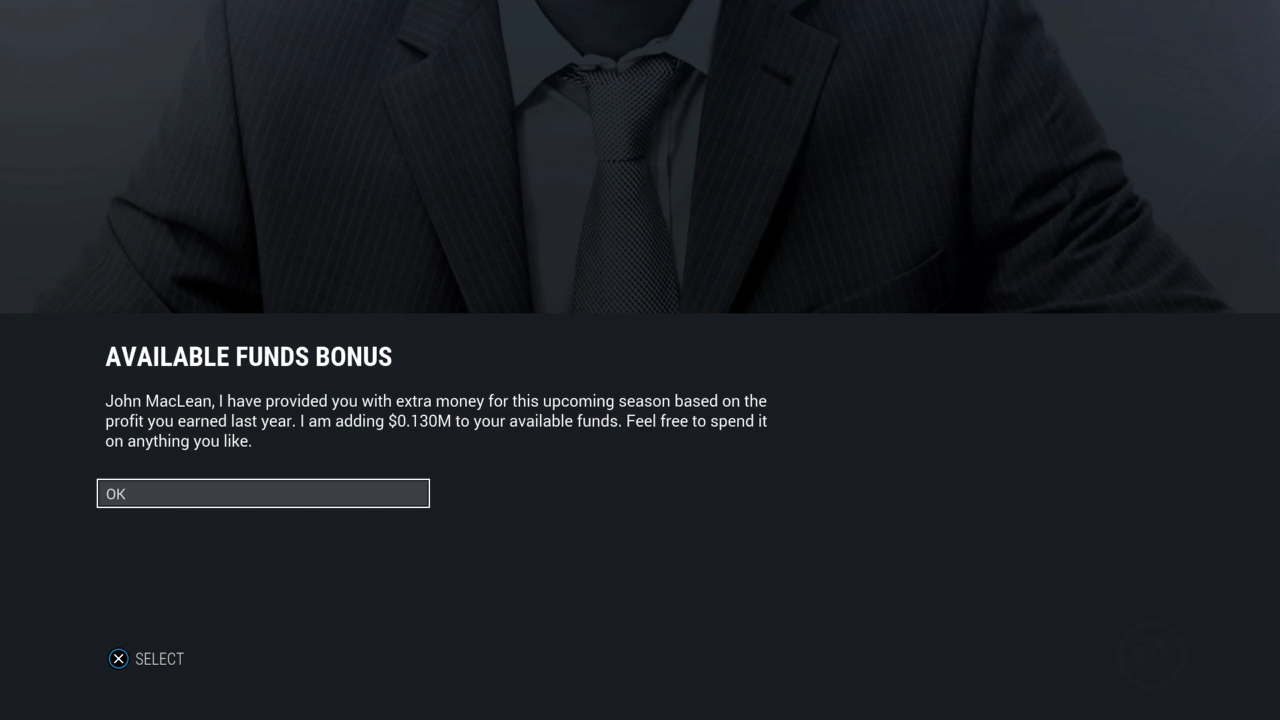 AVAILABLE FUNDS BONUS
John MacLean, I have provided you with extra money for this upcoming season based on the
profit you earned last year. I am adding $0.130M to your available funds. Feel free to spend it
on anything you like.
OK
SELECT
EA